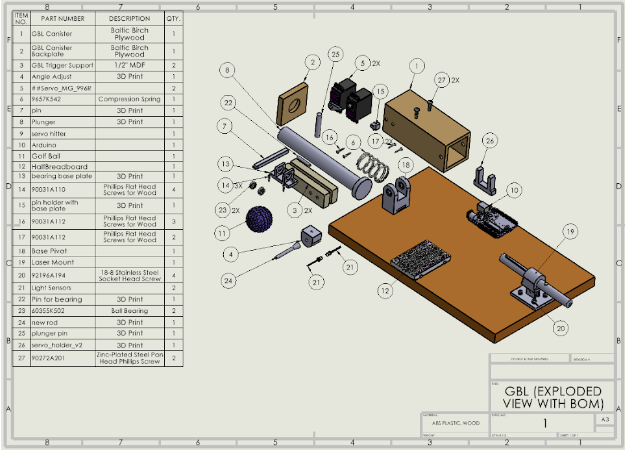 8 7 6 5 4 3 2 1
ITEM NO. PART NUMBER DESCRIPTION QTY.
1 GBL Canister Baltic Birch Plywood 1
2 GBL Canister Backplate Baltic Birch Plywood 1
3 GBL Trigger Support 1/2" MDF 2
4 Angle Adjust 3D Print 1
5 ##Servo_MG_996R 2
6 9657K542 Compression Spring 1
7 pin 3D Print 1
8 Plunger 3D Print 1
9 servo hitter 1
10 Arduino 1
11 Golf Ball 1
12 HalfBreadboard 1
13 bearing base plate 3D Print 1
14 90031A110 Phillips Flat Head Screws for Wood 4
15 pin holder with base plate 3D Print 1
16 90031A112 Phillips Flat Head Screws for Wood 3
17 90031A112 Phillips Flat Head Screws for Wood 2
18 Base Pivot 1
19 Laser Mount 1
20 92196A194 18-8 Stainless Steel Socket Head Screw 4
21 Light Sensors 2
22 Pin for bearing 3D Print 1
23 60355K502 Ball Bearing 2
24 new rod 3D Print 1
25 plunger pin 3D Print 1
26 servo_holder_v2 3D Print 1
27 90272A201 Zinc-Plated Steel Pan Head Phillips Screw 2
F
E
D
C
B
A
25
2
5 2X
1
8
15
27 2X
22
16
6
17 2X
7
26
13
18
14
10
3 2X
23 2X
11
19
4
21
24
21
12
20
GBL (EXPLODED
VIEW WITH BOM)
ABS PLASTIC, WOOD
1
A3
8 7 6 5 4 3 2 1